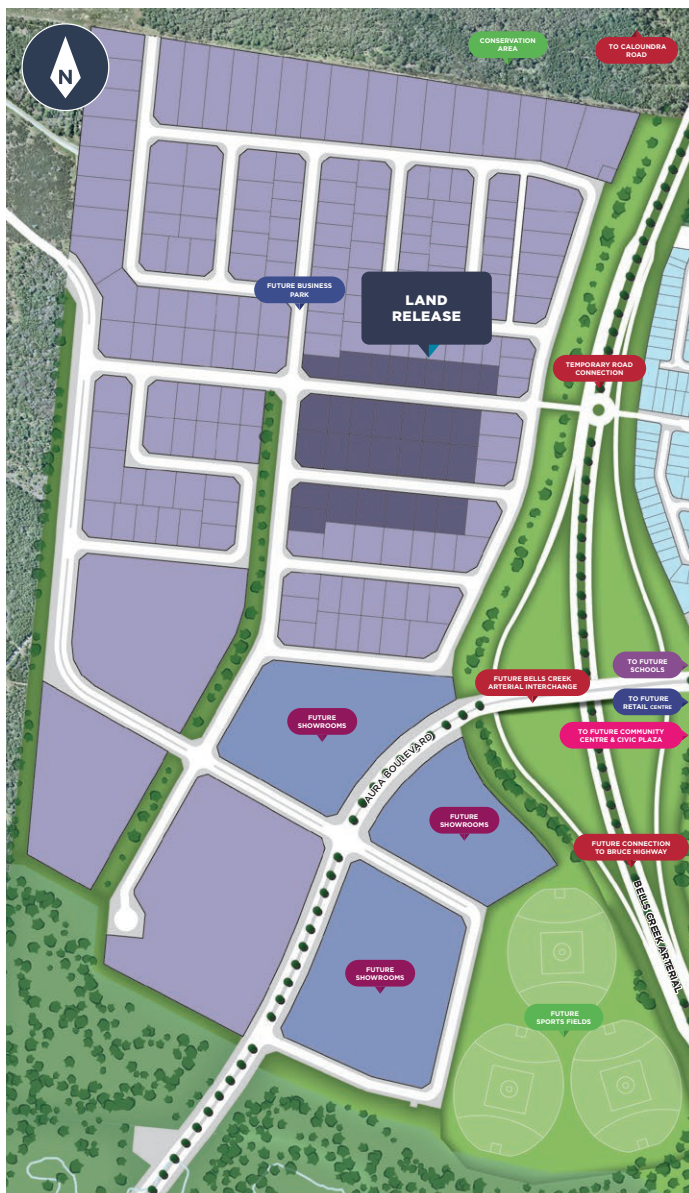 CONSERVATION
AREA
TO CALOUNDRA
ROAD
N
FUTURE BUSINESS
PARK
LAND
RELEASE
TEMPORARY ROAD
CONNECTION
TO FUTURE
SCHOOLS
FUTURE BELLS CREEK
ARTERIAL INTERCHANGE
TO FUTURE
RETAIL CENTRE
FUTURE
SHOWROOMS
TO FUTURE COMMUNITY
CENTRE & CIVIC PLAZA
AURA BOULEVARD
FUTURE
SHOWROOMS
FUTURE CONNECTION
TO BRUCE HIGHWAY
BELLS CREEK ARTERIAL
FUTURE
SHOWROOMS
FUTURE
SPORTS FIELDS